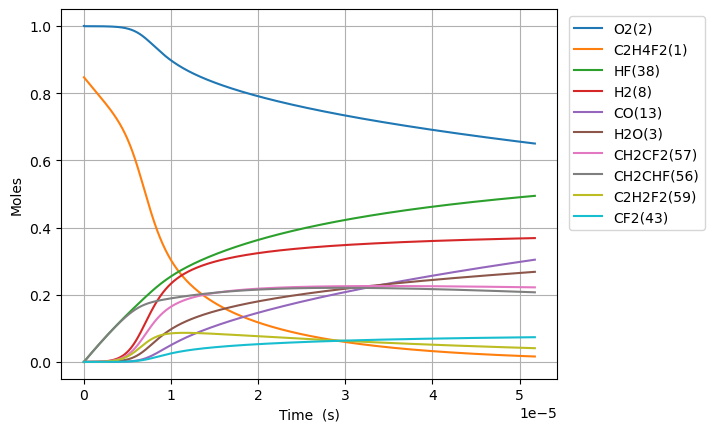 1.0
0.8
0.6
0.4
0.2
0.0
Moles
0
1
2
3
4
5
1e−5
Time  (s)
O2(2)
C2H4F2(1)
HF(38)
H2(8)
CO(13)
H2O(3)
CH2CF2(57)
CH2CHF(56)
C2H2F2(59)
CF2(43)